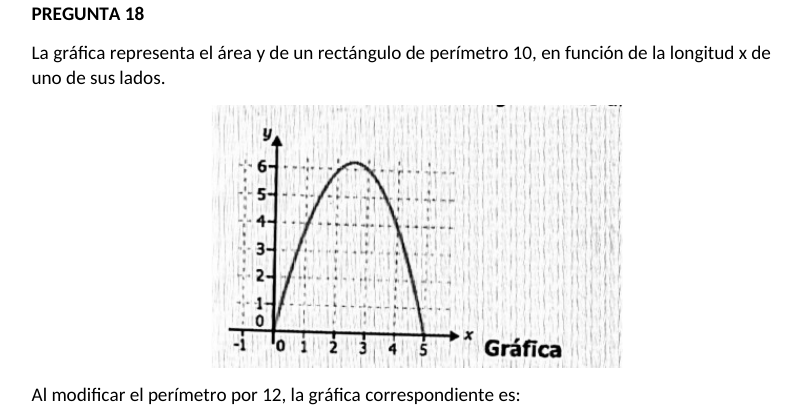 PREGUNTA 18
La gráfica representa el área y de un rectángulo de perímetro 10, en función de la longitud x de
uno de sus lados.
y
6
5
4
3
2
1
0
-1 0 1 2 3 4 5 x
Gráfica
Al modificar el perímetro por 12, la gráfica correspondiente es: